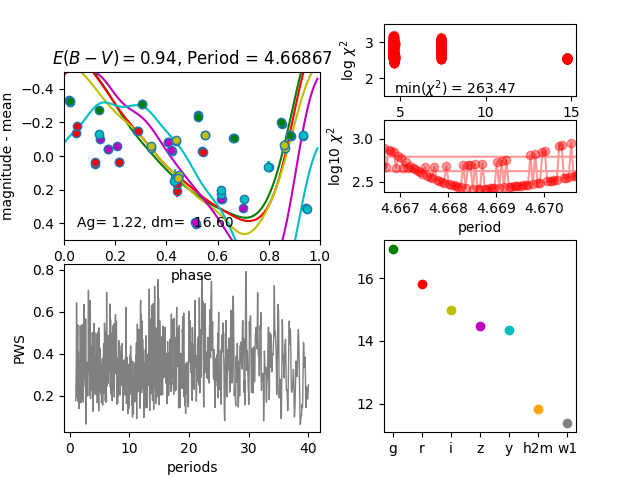 E(B − V) = 0.94, Period = 4.66867
−0.4
−0.2
0.0
0.2
0.4
magnitude - mean
Ag= 1.22, dm= 16.60
0.0 0.2 0.4 0.6 0.8 1.0
phase
3
2
log χ²
min(χ²) = 263.47
5 10 15
3.0
2.5
log10 χ²
4.667 4.668 4.669 4.670
period
0.8
0.6
0.4
0.2
PWS
0 10 20 30 40
periods
16
14
12
g r i z y h2m w1